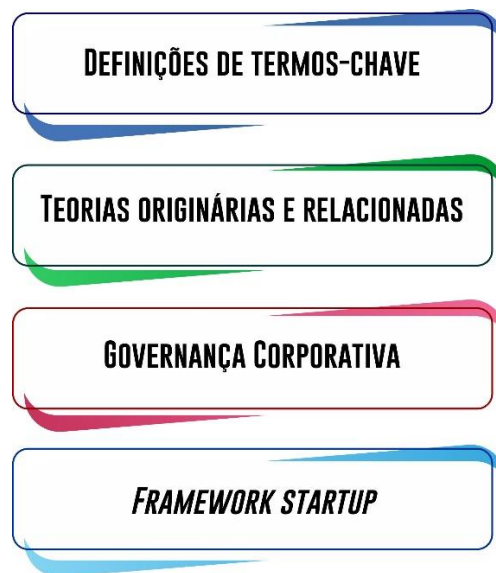 DEFINIÇÕES DE TERMOS-CHAVE
TEORIAS ORIGINÁRIAS E RELACIONADAS
GOVERNANÇA CORPORATIVA
FRAMEWORK STARTUP